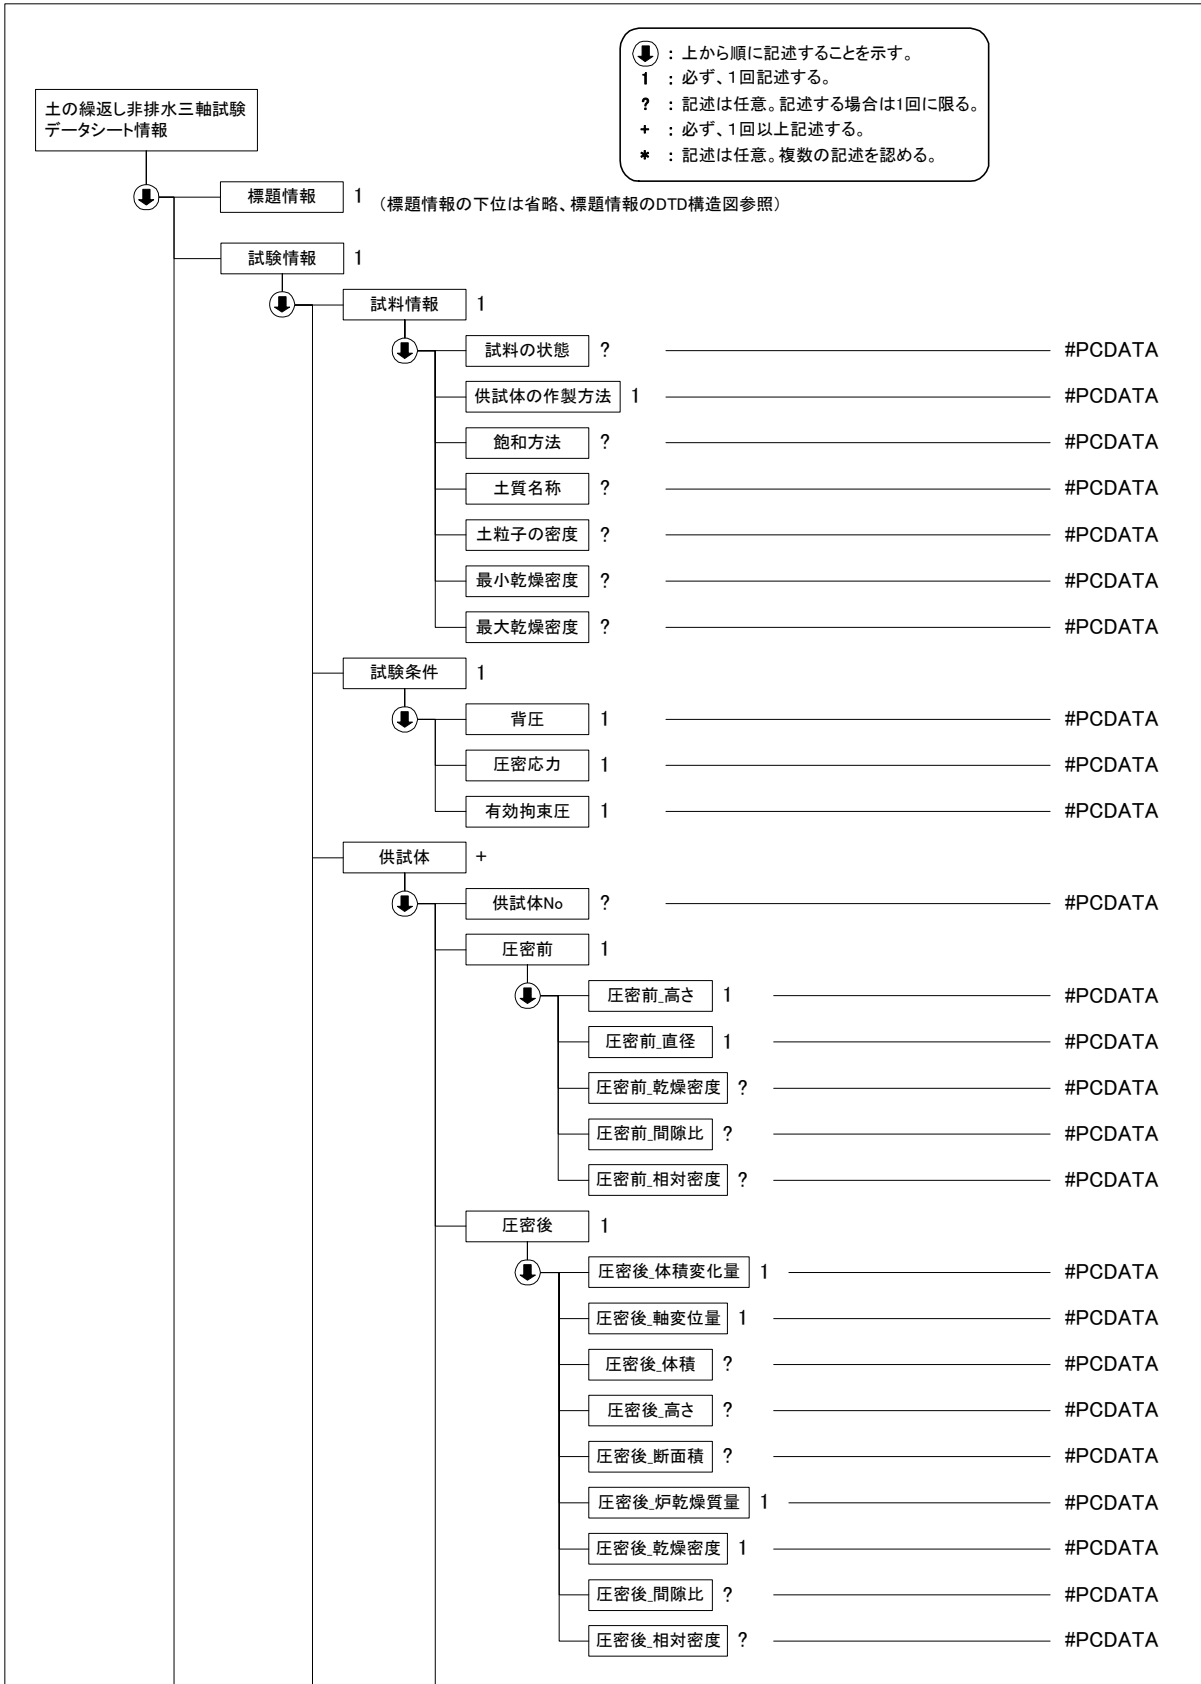 : 上から順に記述することを示す。
1 : 必ず、1回記述する。
? : 記述は任意。記述する場合は1回に限る。
+ : 必ず、1回以上記述する。
* : 記述は任意。複数の記述を認める。
土の繰返し非排水三軸試験
データシート情報
標題情報 1 (標題情報の下位は省略、標題情報のDTD構造図参照)
試験情報 1
試料情報 1
試料の状態 ? #PCDATA
供試体の作製方法 1 #PCDATA
飽和方法 ? #PCDATA
土質名称 ? #PCDATA
土粒子の密度 ? #PCDATA
最小乾燥密度 ? #PCDATA
最大乾燥密度 ? #PCDATA
試験条件 1
背圧 1 #PCDATA
圧密応力 1 #PCDATA
有効拘束圧 1 #PCDATA
供試体 +
供試体No ? #PCDATA
圧密前 1
圧密前_高さ 1 #PCDATA
圧密前_直径 1 #PCDATA
圧密前_乾燥密度 ? #PCDATA
圧密前_間隙比 ? #PCDATA
圧密前_相対密度 ? #PCDATA
圧密後 1
圧密後_体積変化量 1 #PCDATA
圧密後_軸変位量 1 #PCDATA
圧密後_体積 ? #PCDATA
圧密後_高さ ? #PCDATA
圧密後_断面積 ? #PCDATA
圧密後_炉乾燥質量 1 #PCDATA
圧密後_乾燥密度 1 #PCDATA
圧密後_間隙比 ? #PCDATA
圧密後_相対密度 ? #PCDATA